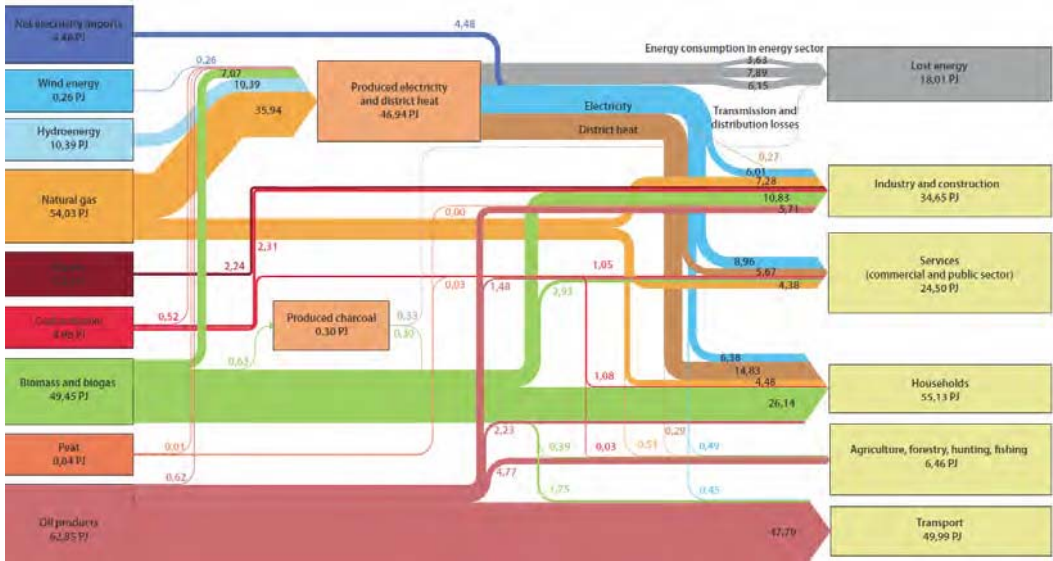 Net electricity imports
4,48 PJ
Wind energy
0,26 PJ
Hydroenergy
10,39 PJ
Natural gas
54,03 PJ
Biomass and biogas
49,45 PJ
Peat
0,04 PJ
Oil products
62,85 PJ
4,48
0,26
7,07
10,39
35,94
Produced electricity
and district heat
46,94 PJ
Energy consumption in energy sector
3,63
7,89
6,15
Electricity
District heat
Transmission and
distribution losses
0,27
6,01
7,28
10,83
5,71
0,00
2,31
2,24
1,05
0,03
1,48
2,93
8,96
5,67
4,38
0,52
Produced charcoal
0.30 PJ
0,33
0,30
0,63
6,38
14,83
4,48
26,14
1,08
0,01
2,23
0,39
0,03
0,51
0,29
0,49
0,62
4,77
1,75
0,45
47,79
Lost energy
18,01 PJ
Industry and construction
34,65 PJ
Services
(commercial and public sector)
24,50 PJ
Households
55,13 PJ
Agriculture, forestry, hunting, fishing
6,46 PJ
Transport
49,99 PJ